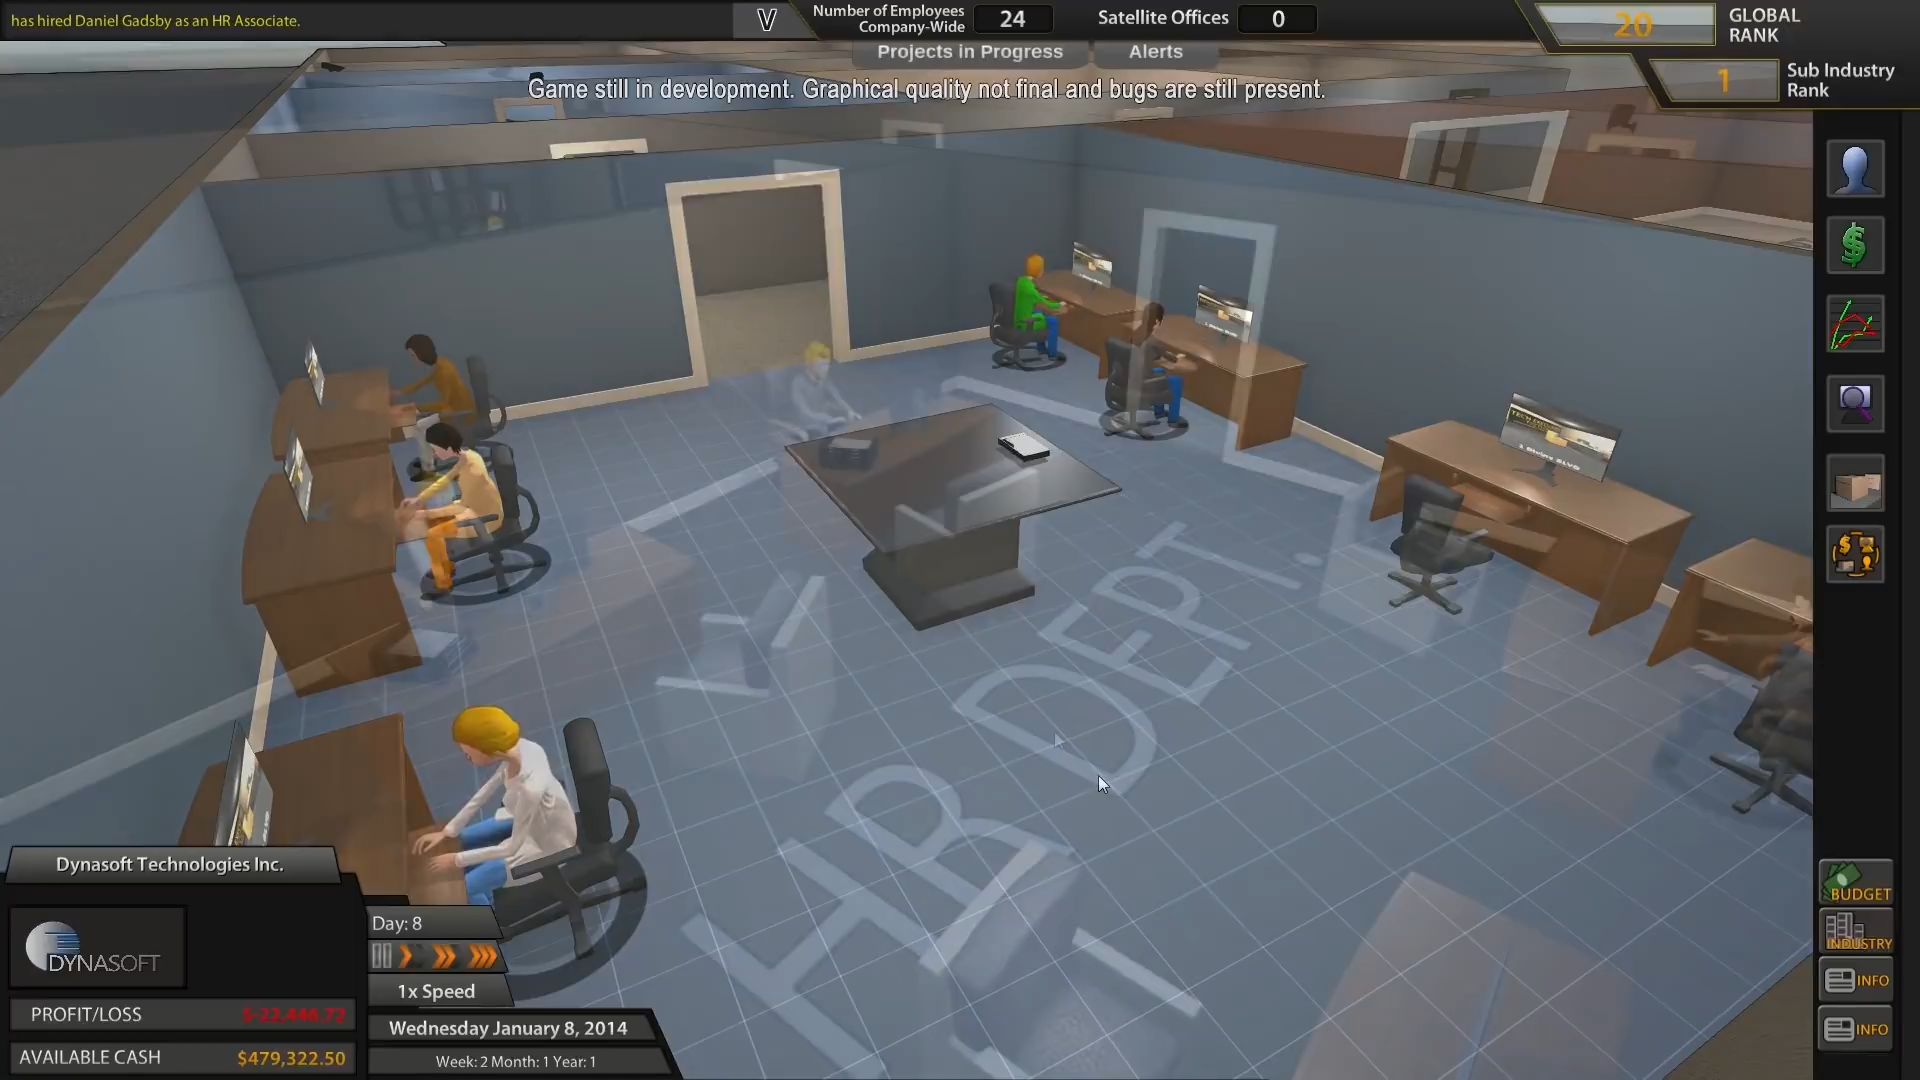 has hired Daniel Gadsby as an HR Associate.
V
Number of Employees
Company-Wide
24
Satellite Offices
0
20
GLOBAL
RANK
Projects in Progress
Alerts
1
Sub Industry
Rank
Game still in development. Graphical quality not final and bugs are still present.
HR DEPT.
Dynasoft Technologies Inc.
DYNASOFT
PROFIT/LOSS
$-22,446.72
AVAILABLE CASH
$479,322.50
Day: 8
1x Speed
Wednesday January 8, 2014
Week: 2 Month: 1 Year: 1
BUDGET
INDUSTRY
INFO
INFO